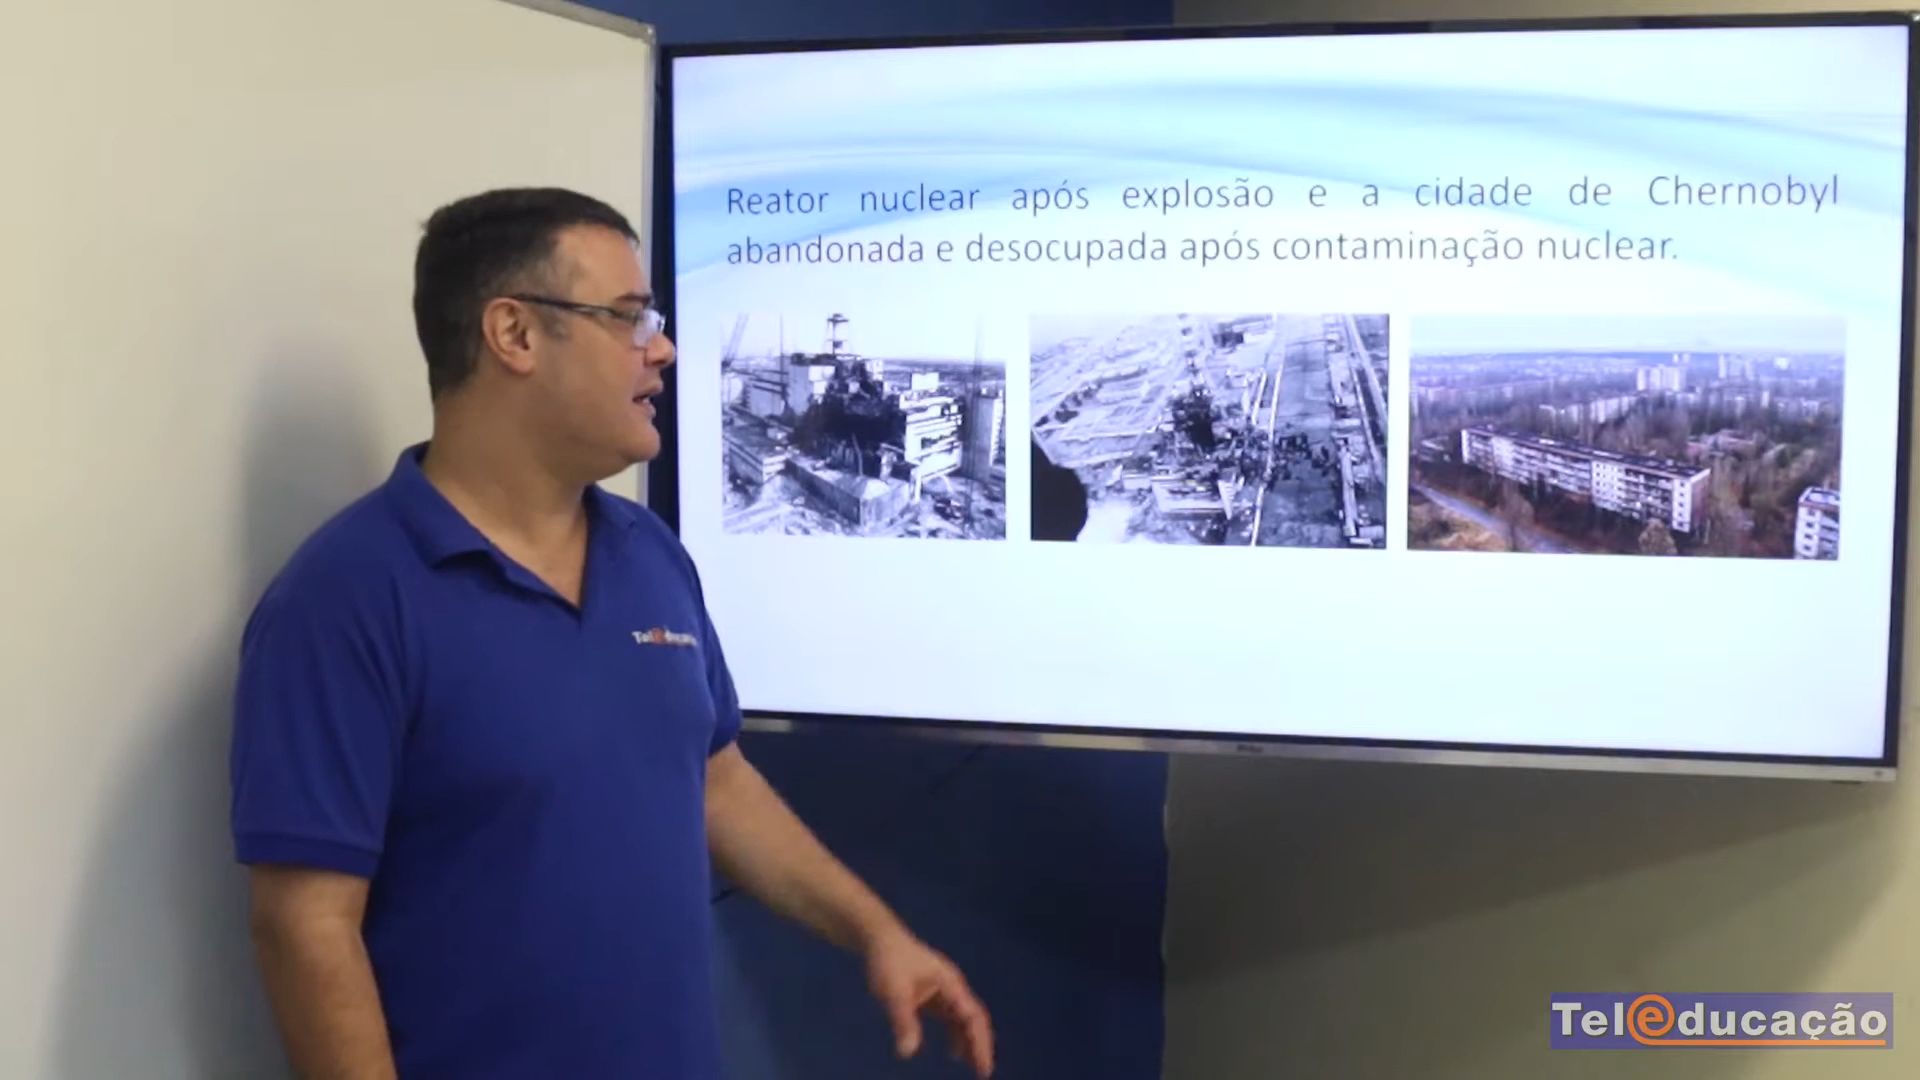 Reator nuclear após explosão e a cidade de Chernobyl
abandonada e desocupada após contaminação nuclear.
Teleducação